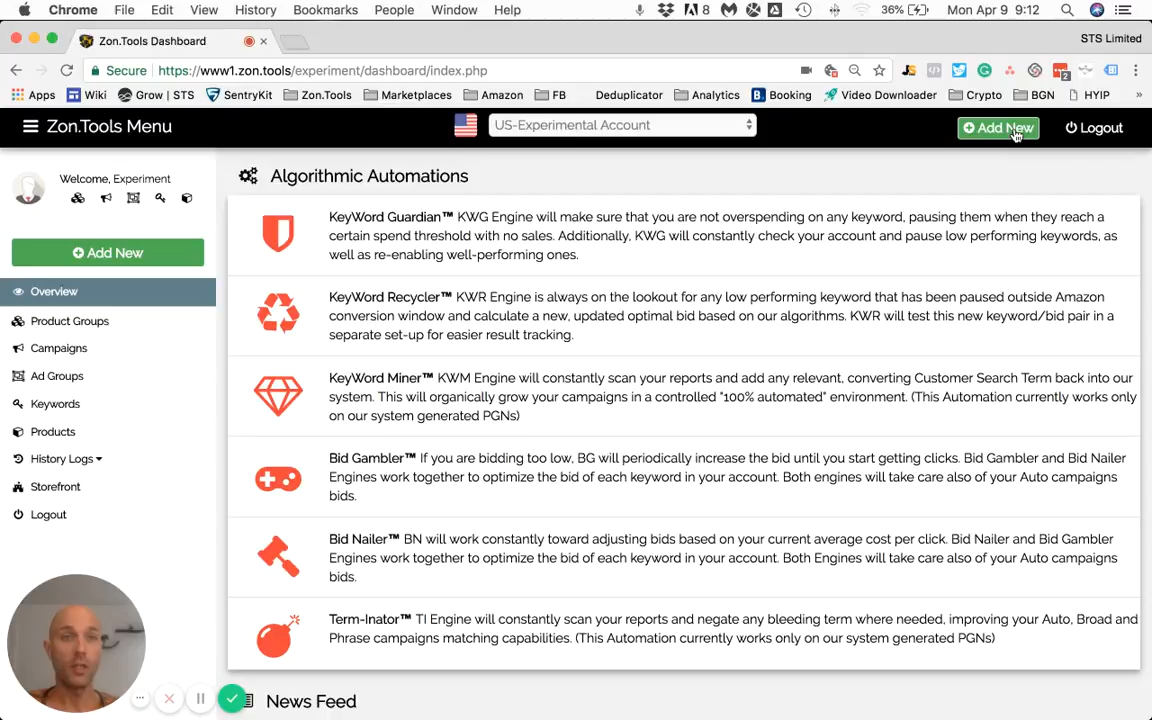 Chrome File Edit View History Bookmarks People Window Help 8 36% Mon Apr 9 9:12
Zon.Tools Dashboard STS Limited
Secure https://www1.zon.tools/experiment/dashboard/index.php 2
Apps Wiki Grow | STS SentryKit Zon.Tools Marketplaces Amazon FB Deduplicator Analytics B. Booking Video Downloader Crypto BGN HYIP »
Zon.Tools Menu US-Experimental Account Add New Logout
Welcome, Experiment
Add New
Overview
Product Groups
Campaigns
Ad Groups
Keywords
Products
History Logs
Storefront
Logout
Algorithmic Automations
KeyWord Guardian™ KWG Engine will make sure that you are not overspending on any keyword, pausing them when they reach a
certain spend threshold with no sales. Additionally, KWG will constantly check your account and pause low performing keywords, as
well as re-enabling well-performing ones.
KeyWord Recycler™ KWR Engine is always on the lookout for any low performing keyword that has been paused outside Amazon
conversion window and calculate a new, updated optimal bid based on our algorithms. KWR will test this new keyword/bid pair in a
separate set-up for easier result tracking.
KeyWord Miner™ KWM Engine will constantly scan your reports and add any relevant, converting Customer Search Term back into our
system. This will organically grow your campaigns in a controlled "100% automated" environment. (This Automation currently works only
on our system generated PGNs)
Bid Gambler™ If you are bidding too low, BG will periodically increase the bid until you start getting clicks. Bid Gambler and Bid Nailer
Engines work together to optimize the bid of each keyword in your account. Both engines will take care also of your Auto campaigns
bids.
Bid Nailer™ BN will work constantly toward adjusting bids based on your current average cost per click. Bid Nailer and Bid Gambler
Engines work together to optimize the bid of each keyword in your account. Both Engines will take care also of your Auto campaigns
bids.
Term-Inator™ TI Engine will constantly scan your reports and negate any bleeding term where needed, improving your Auto, Broad and
Phrase campaigns matching capabilities. (This Automation currently works only on our system generated PGNs)
News Feed